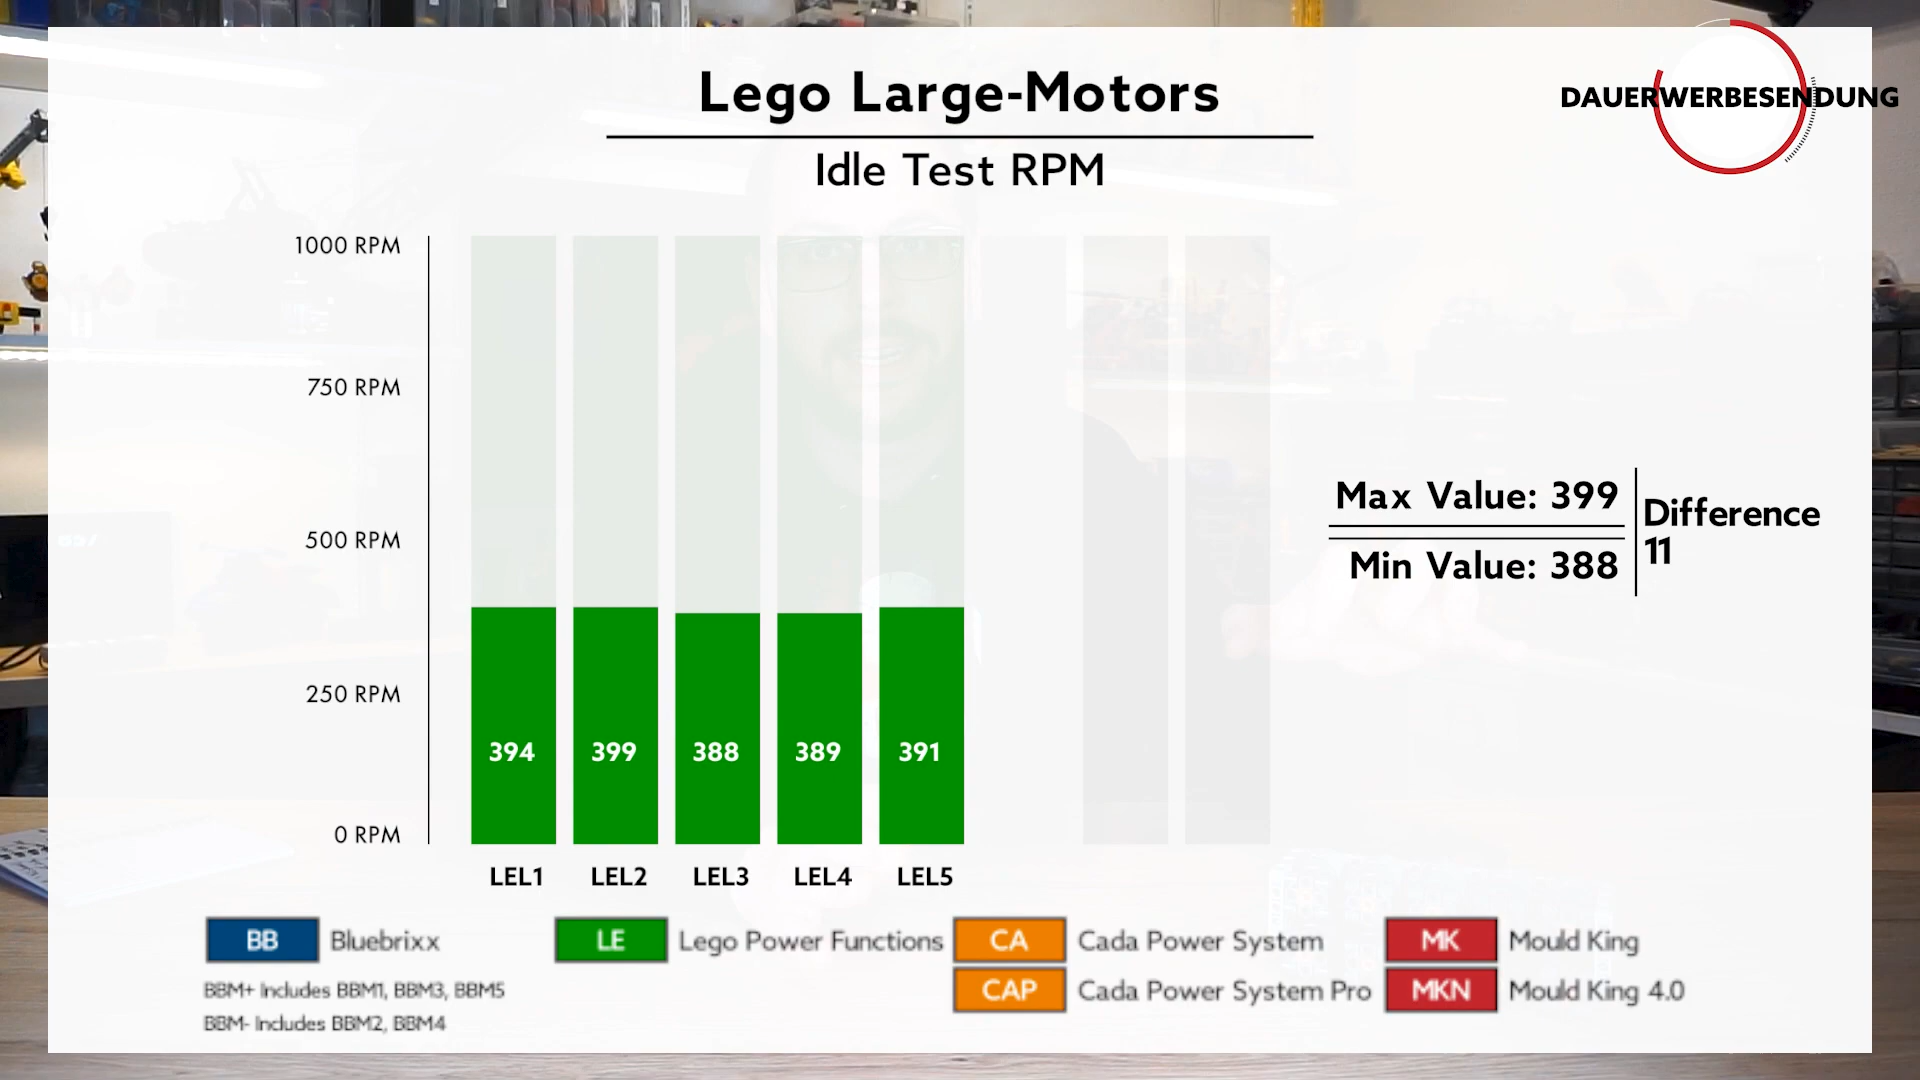 Lego Large-Motors
DAUERWERBESENDUNG
Idle Test RPM
1000 RPM
750 RPM
500 RPM
250 RPM
0 RPM
394 399 388 389 391
LEL1 LEL2 LEL3 LEL4 LEL5
Max Value: 399
Min Value: 388
Difference
11
BB Bluebrixx LE Lego Power Functions CA Cada Power System MK Mould King
BBM+ Includes BBM1, BBM3, BBM5 CAP Cada Power System Pro MKN Mould King 4.0
BBM- Includes BBM2, BBM4